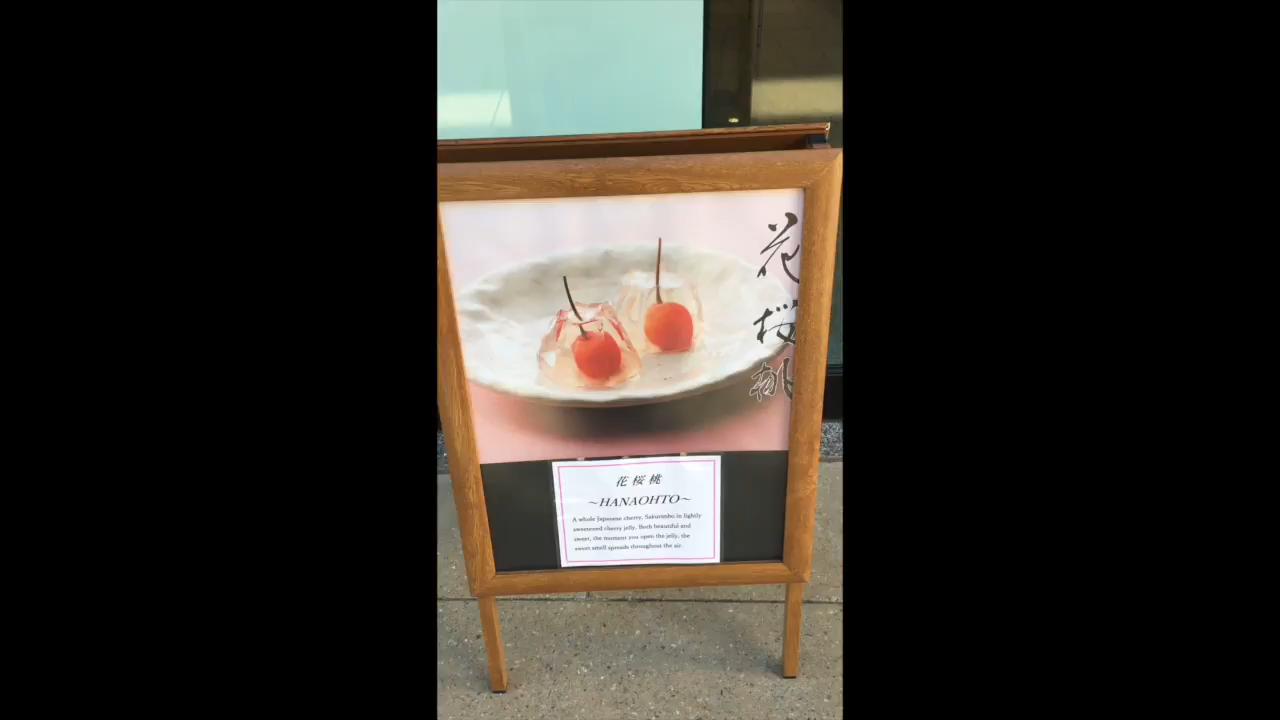 花桜桃
花桜桃
~HANAOHTO~
A whole Japanese cherry, Sakuranbo in lightly
sweetened cherry jelly. Both beautiful and
sweet, the moment you open the jelly, the
sweet smell spreads throughout the air.